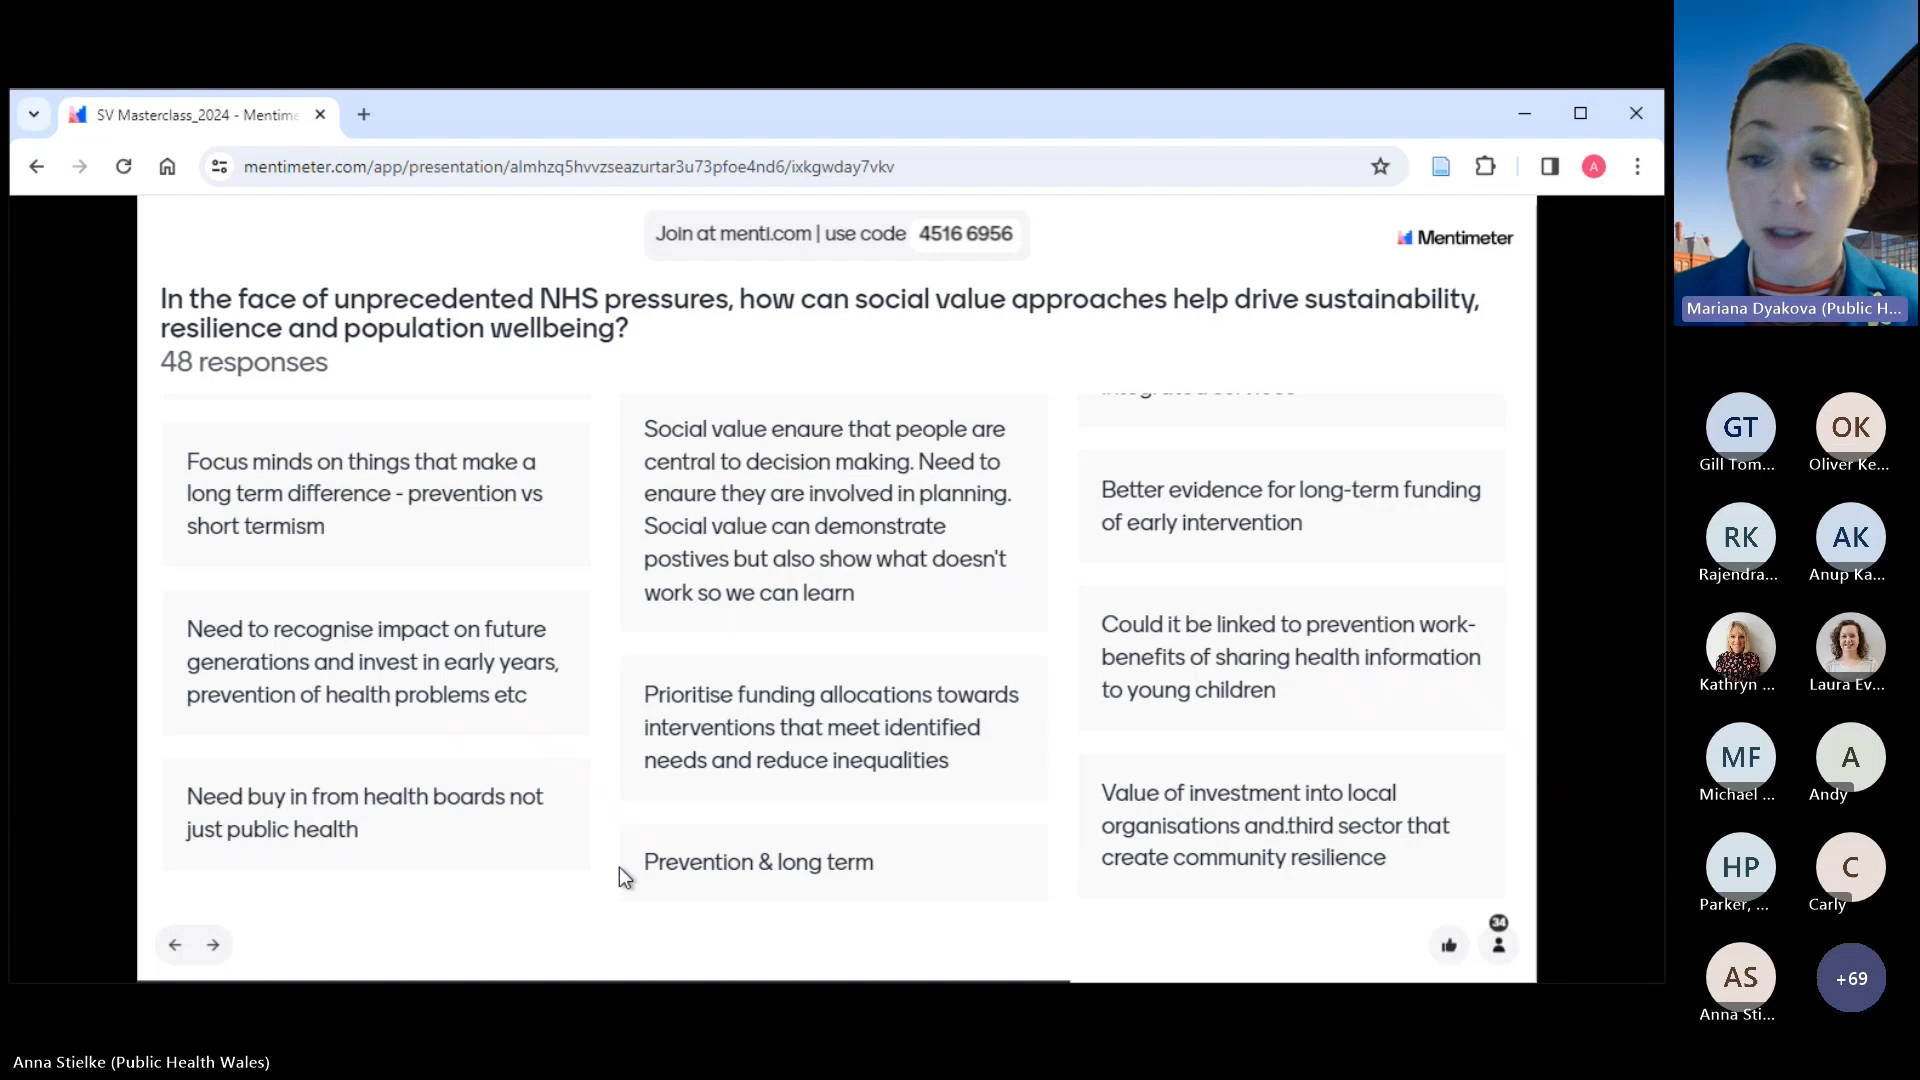 SV Masterclass_2024 - Mentime
mentimeter.com/app/presentation/almhzq5hvvzseazurtar3u73pfoe4nd6/ixkgwday7vkv
A
Join at menti.com | use code 4516 6956
Mentimeter
In the face of unprecedented NHS pressures, how can social value approaches help drive sustainability,
resilience and population wellbeing?
48 responses
Focus minds on things that make a
long term difference - prevention vs
short termism
Need to recognise impact on future
generations and invest in early years,
prevention of health problems etc
Need buy in from health boards not
just public health
Social value enaure that people are
central to decision making. Need to
enaure they are involved in planning.
Social value can demonstrate
postives but also show what doesn't
work so we can learn
Prioritise funding allocations towards
interventions that meet identified
needs and reduce inequalities
Prevention & long term
integrated services
Better evidence for long-term funding
of early intervention
Could it be linked to prevention work-
benefits of sharing health information
to young children
Value of investment into local
organisations and.third sector that
create community resilience
34
Mariana Dyakova (Public H...
GT
Gill Tom...
OK
Oliver Ke...
RK
Rajendra...
AK
Anup Ka...
Kathryn ...
Laura Ev...
MF
Michael ...
A
Andy
HP
Parker, ...
C
Carly
AS
Anna Sti...
+69
Anna Stielke (Public Health Wales)